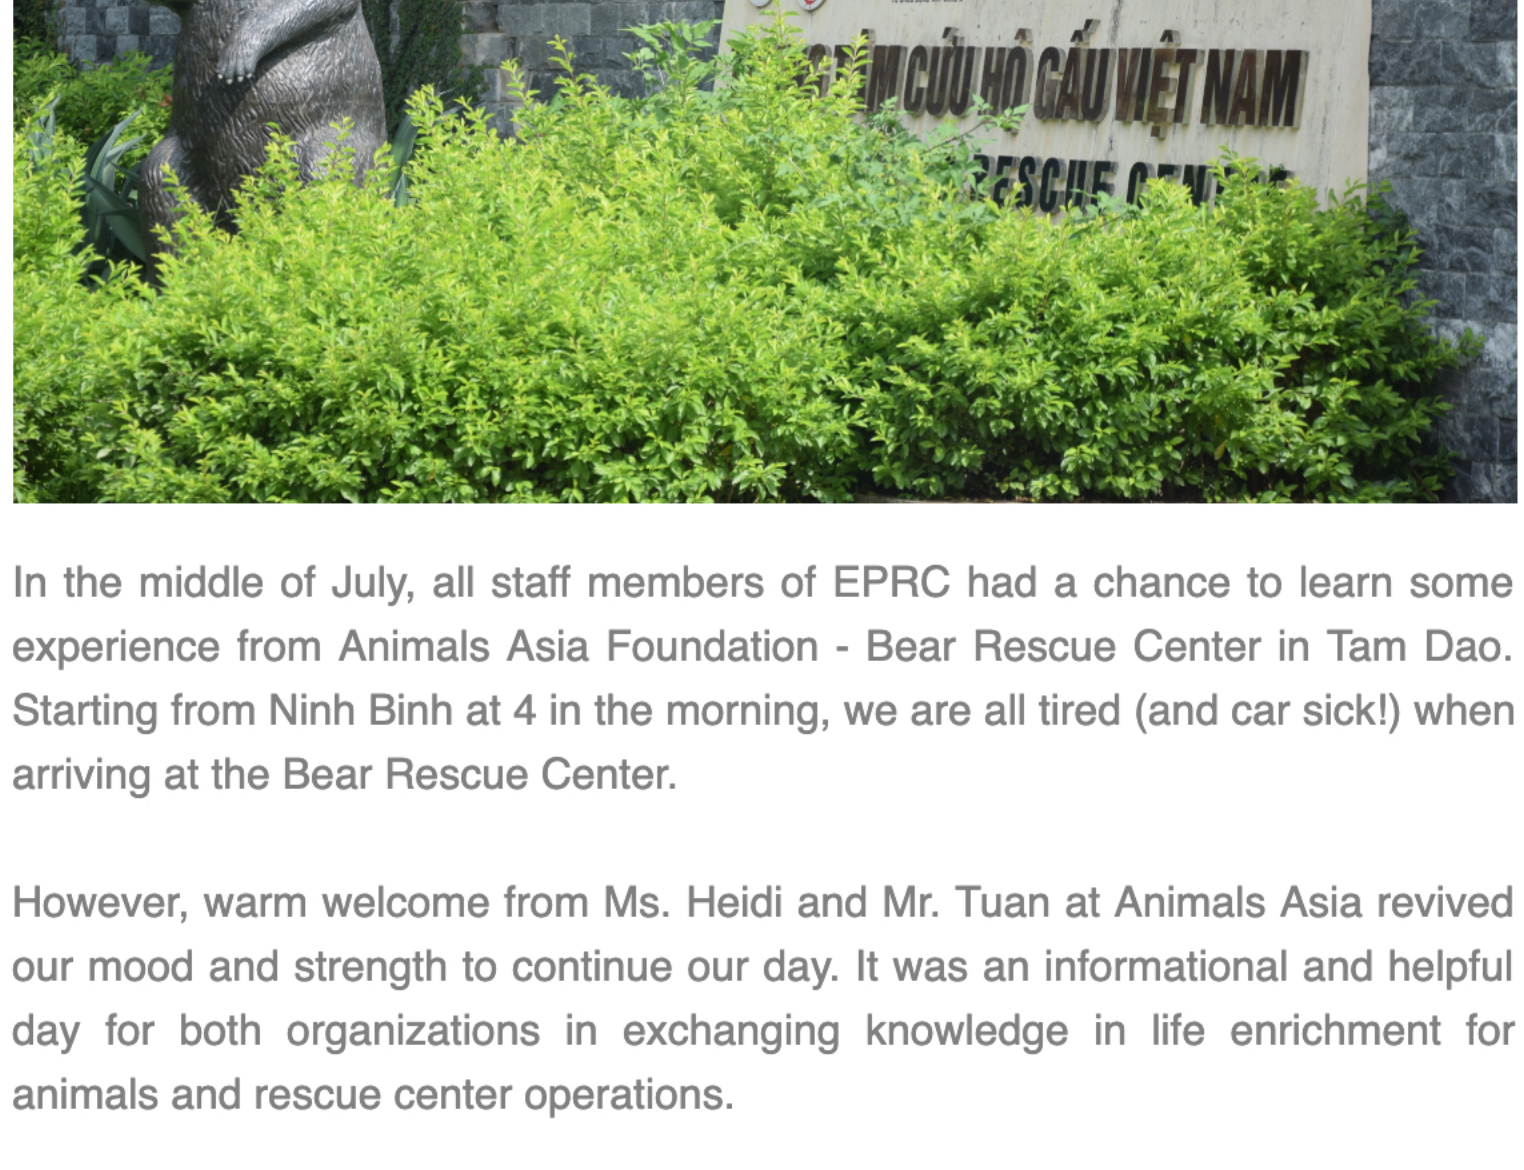 CỨU HỘ GẤU VIỆT NAM
RESCUE
In the middle of July, all staff members of EPRC had a chance to learn some
experience from Animals Asia Foundation - Bear Rescue Center in Tam Dao.
Starting from Ninh Binh at 4 in the morning, we are all tired (and car sick!) when
arriving at the Bear Rescue Center.
However, warm welcome from Ms. Heidi and Mr. Tuan at Animals Asia revived
our mood and strength to continue our day. It was an informational and helpful
day for both organizations in exchanging knowledge in life enrichment for
animals and rescue center operations.